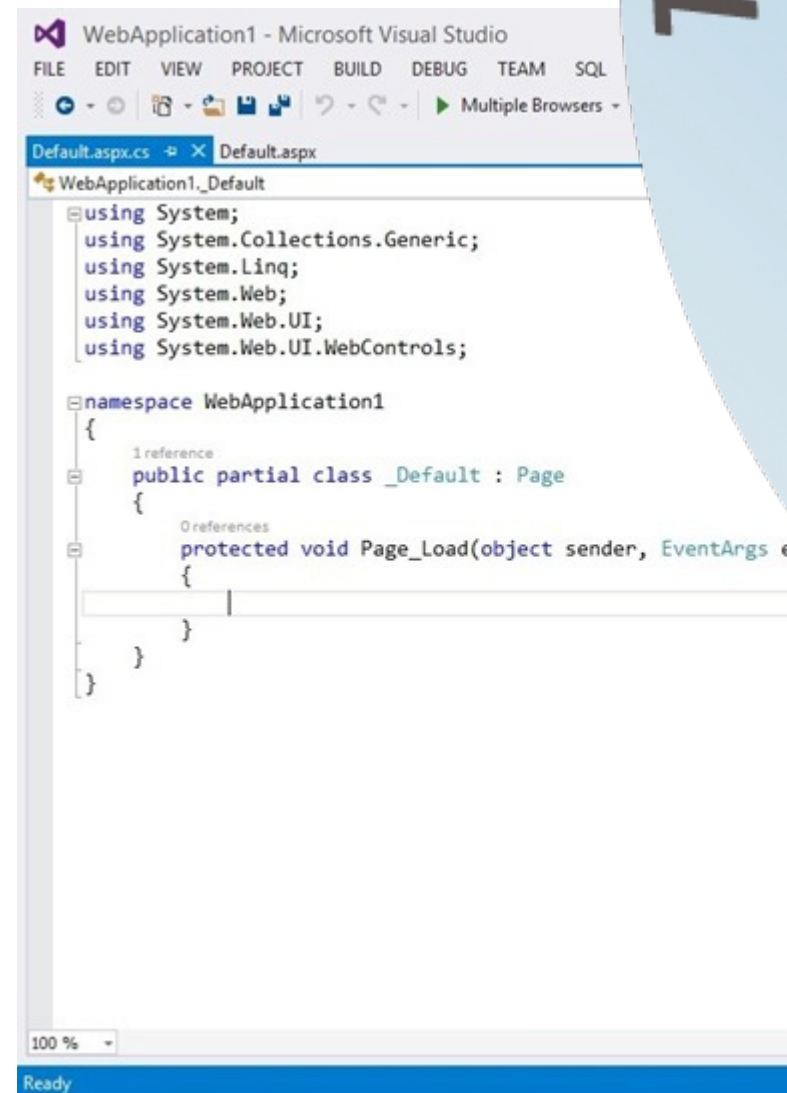 WebApplication1 - Microsoft Visual Studio
FILE EDIT VIEW PROJECT BUILD DEBUG TEAM SQL
Multiple Browsers
Default.aspx.cs Default.aspx
WebApplication1._Default
using System;
using System.Collections.Generic;
using System.Linq;
using System.Web;
using System.Web.UI;
using System.Web.UI.WebControls;
namespace WebApplication1
{
1 reference
public partial class _Default : Page
{
0 references
protected void Page_Load(object sender, EventArgs e
{
}
}
}
100 %
Ready